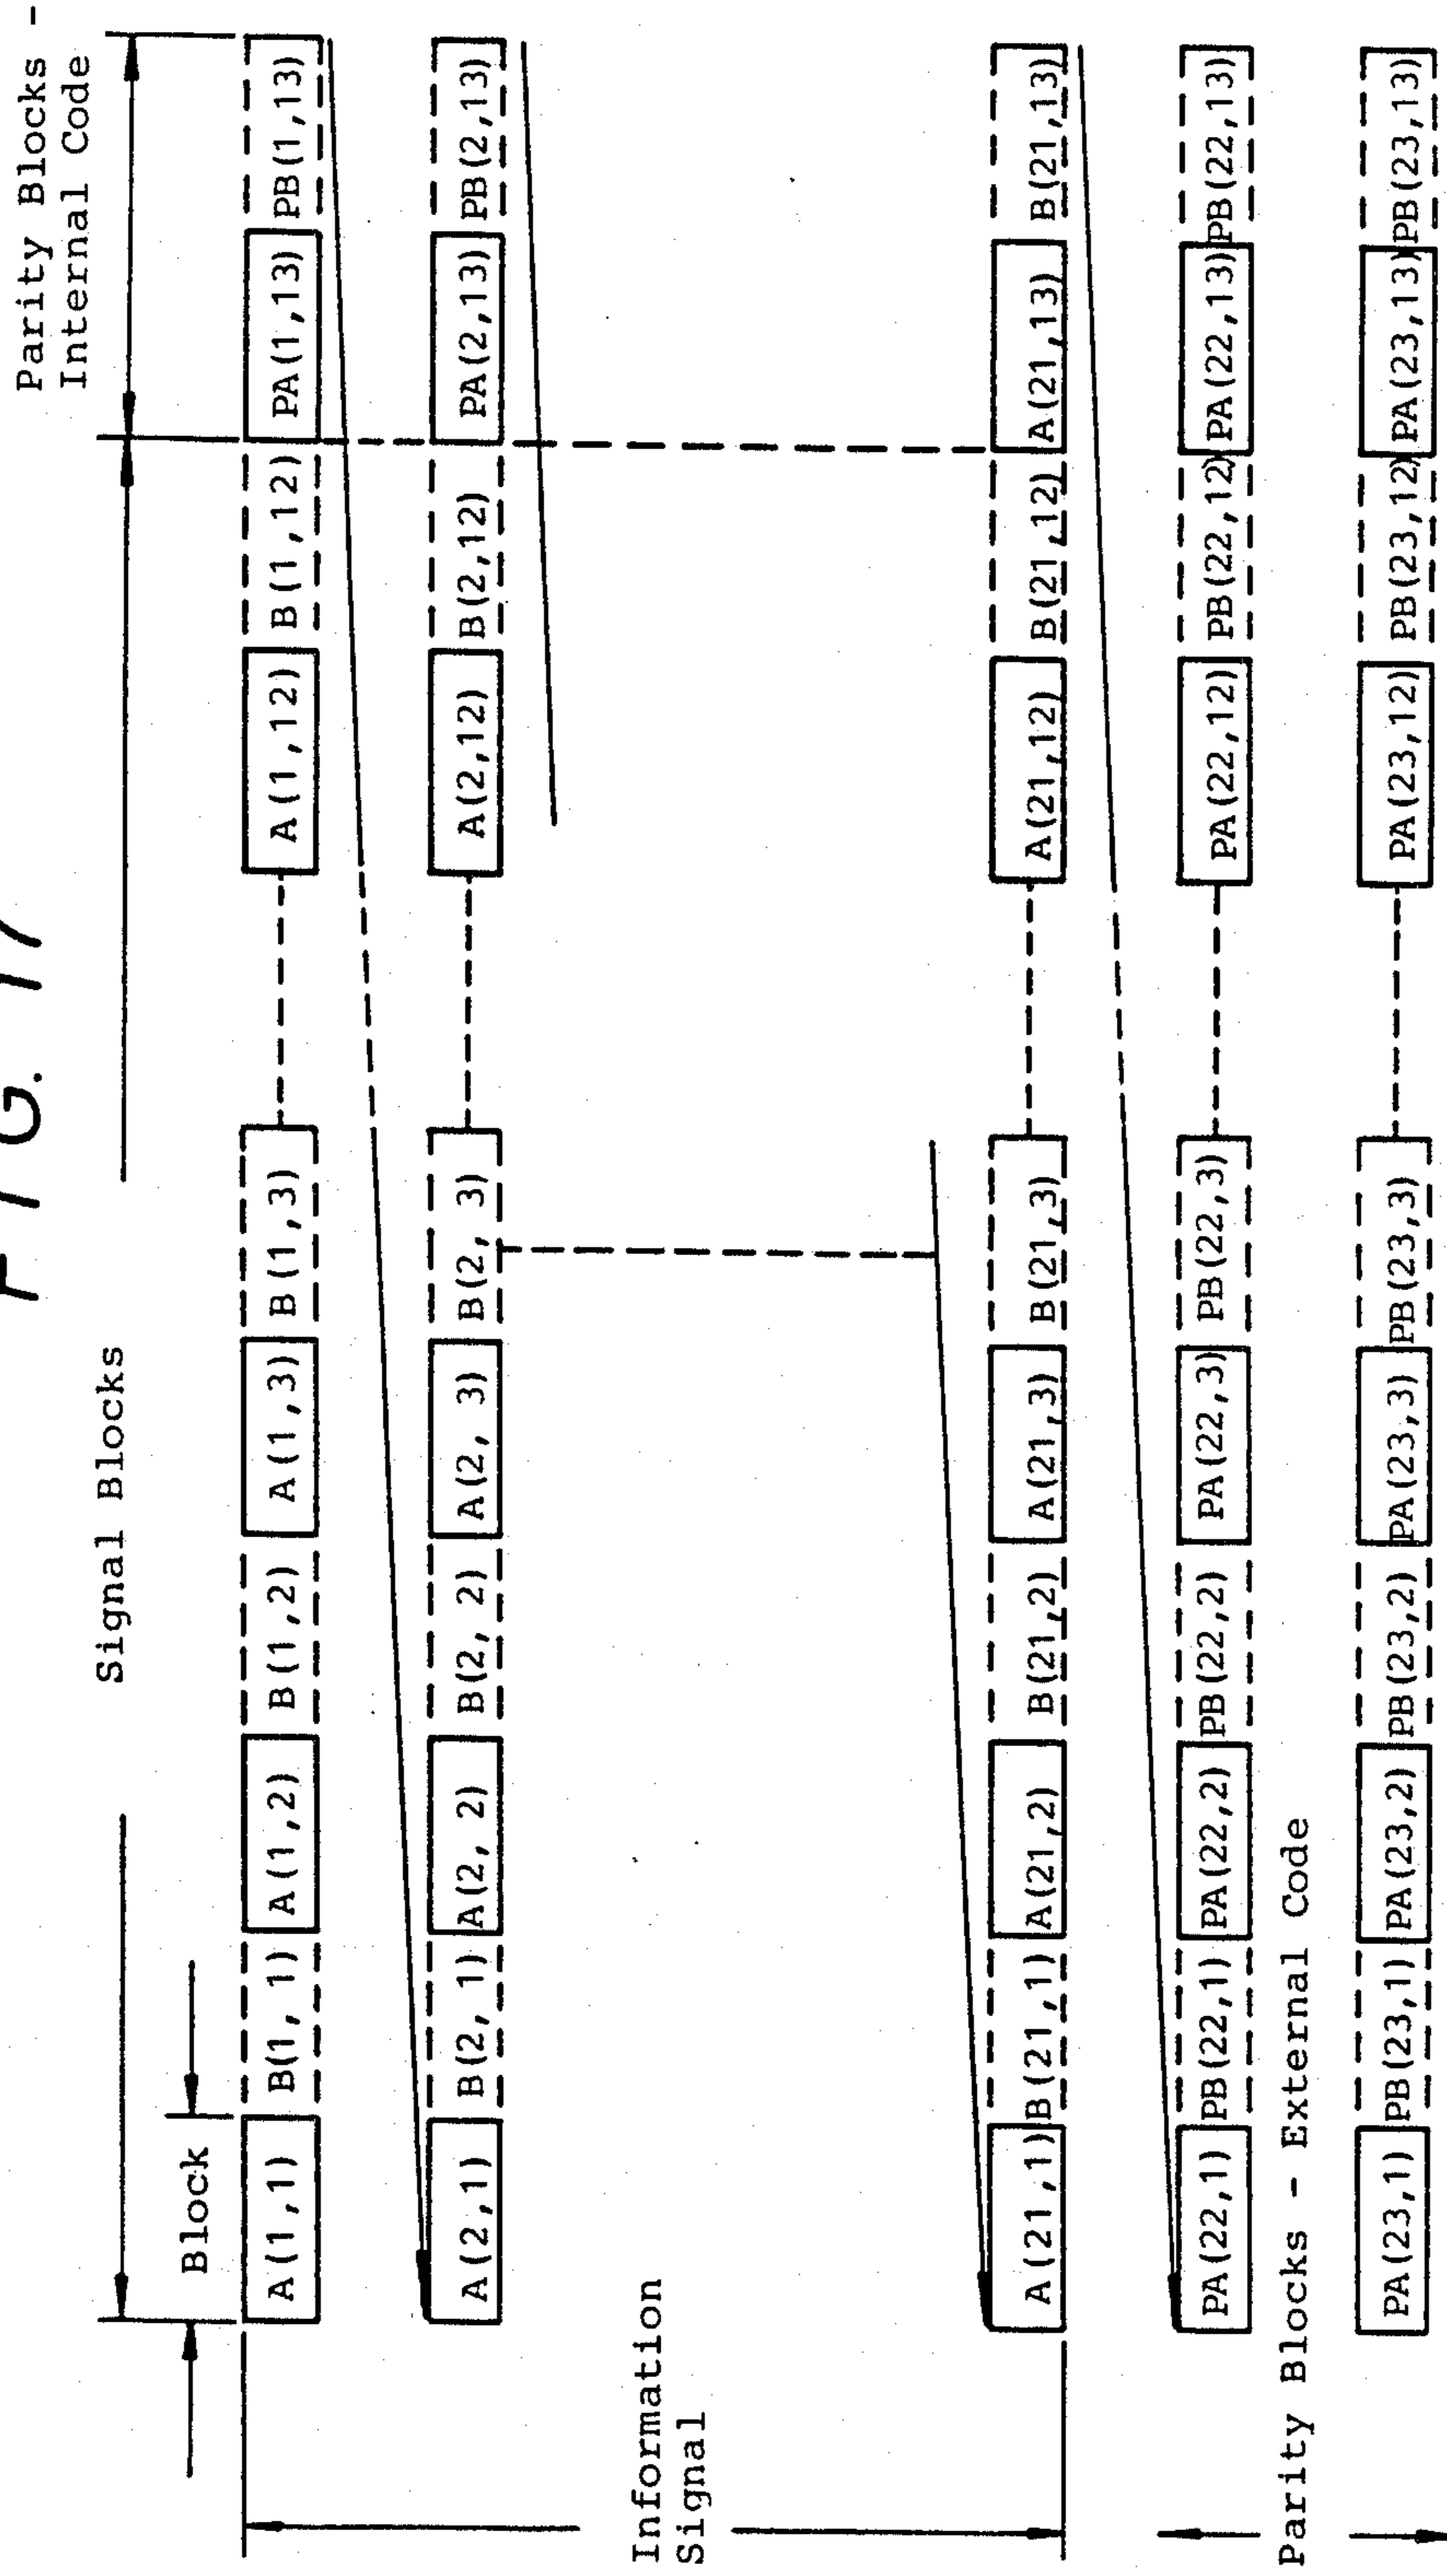 FIG. 17
Parity Blocks -
Internal Code
Signal Blocks
Block
A(1,1) B(1,1) A(1,2) B(1,2) A(1,3) B(1,3) A(1,12) B(1,12) PA(1,13) PB(1,13)
A(2,1) B(2,1) A(2,2) B(2,2) A(2,3) B(2,3) A(2,12) B(2,12) PA(2,13) PB(2,13)
Information
Signal
A(21,1) B(21,1) A(21,2) B(21,2) A(21,3) B(21,3) A(21,12) B(21,12) A(21,13) B(21,13)
PA(22,1) PB(22,1) PA(22,2) PB(22,2) PA(22,3) PB(22,3) PA(22,12) PB(22,12) PA(22,13) PB(22,13)
Parity Blocks - External Code
PA(23,1) PB(23,1) PA(23,2) PB(23,2) PA(23,3) PB(23,3) PA(23,12) PB(23,12) PA(23,13) PB(23,13)